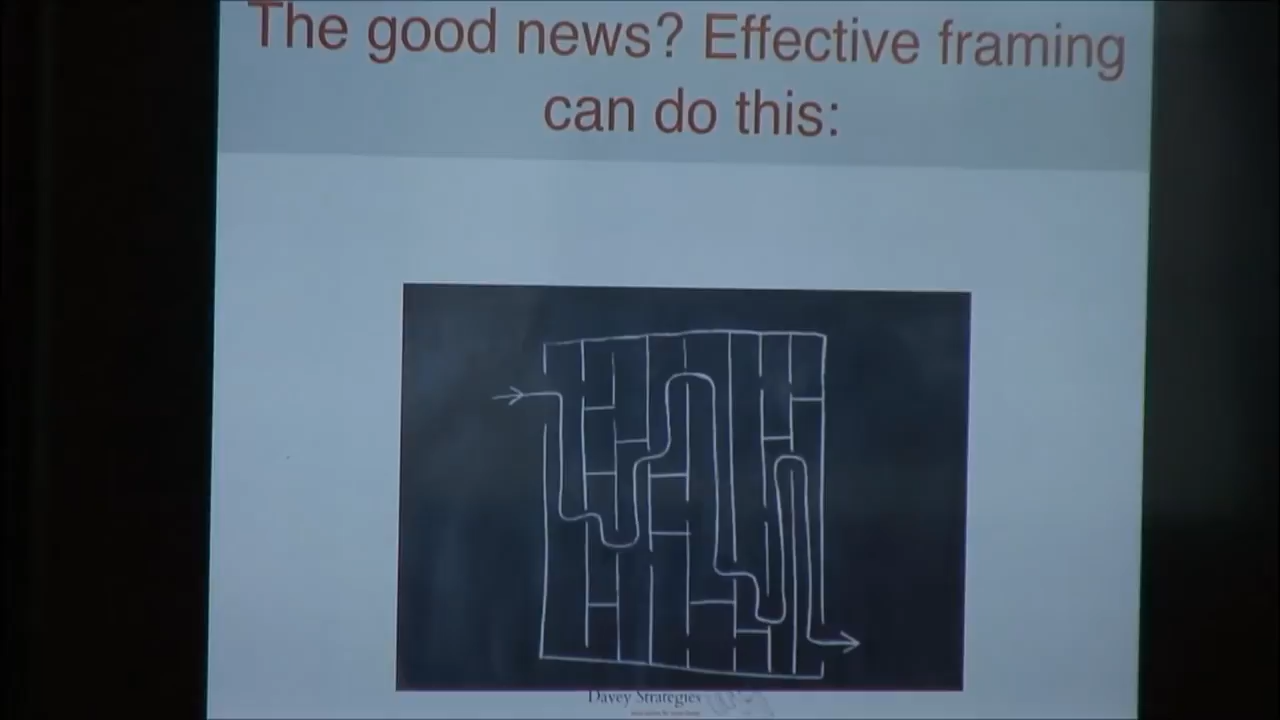 The good news? Effective framing
can do this:
Davey Strategies